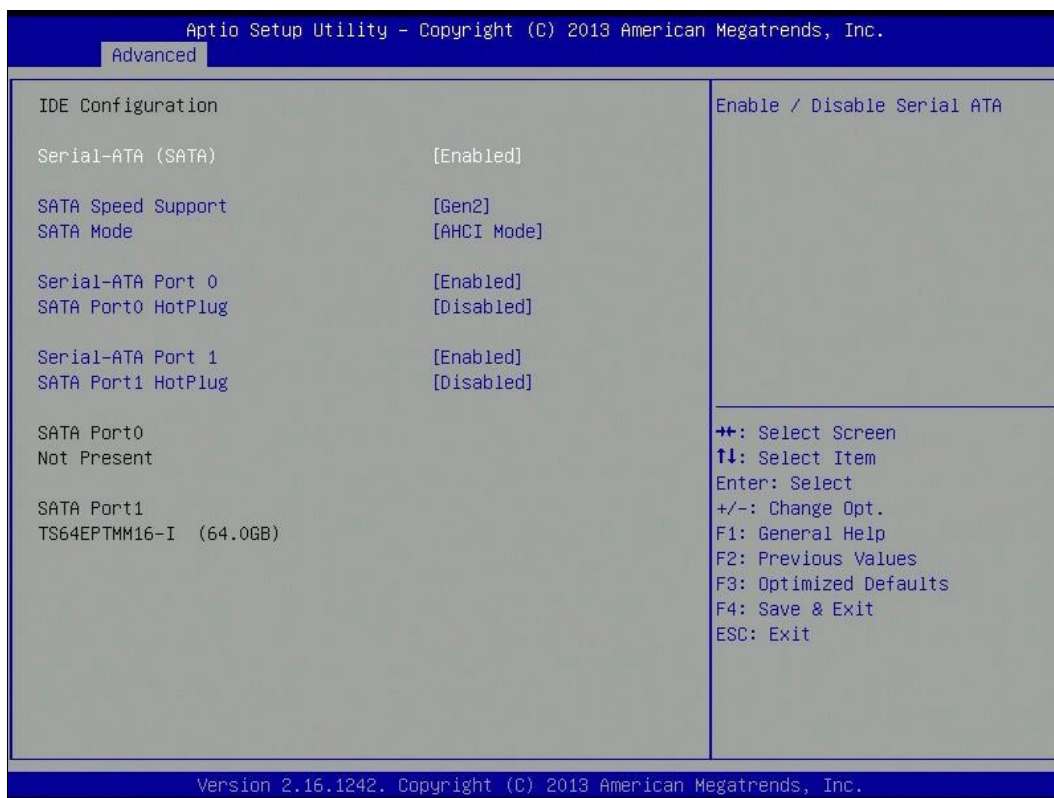 Aptio Setup Utility – Copyright (C) 2013 American Megatrends, Inc.
Advanced
IDE Configuration
Serial-ATA (SATA) [Enabled]
SATA Speed Support [Gen2]
SATA Mode [AHCI Mode]
Serial-ATA Port 0 [Enabled]
SATA Port0 HotPlug [Disabled]
Serial-ATA Port 1 [Enabled]
SATA Port1 HotPlug [Disabled]
SATA Port0
Not Present
SATA Port1
TS64EPTMM16-I (64.0GB)
Enable / Disable Serial ATA
→←: Select Screen
↑↓: Select Item
Enter: Select
+/-: Change Opt.
F1: General Help
F2: Previous Values
F3: Optimized Defaults
F4: Save & Exit
ESC: Exit
Version 2.16.1242. Copyright (C) 2013 American Megatrends, Inc.